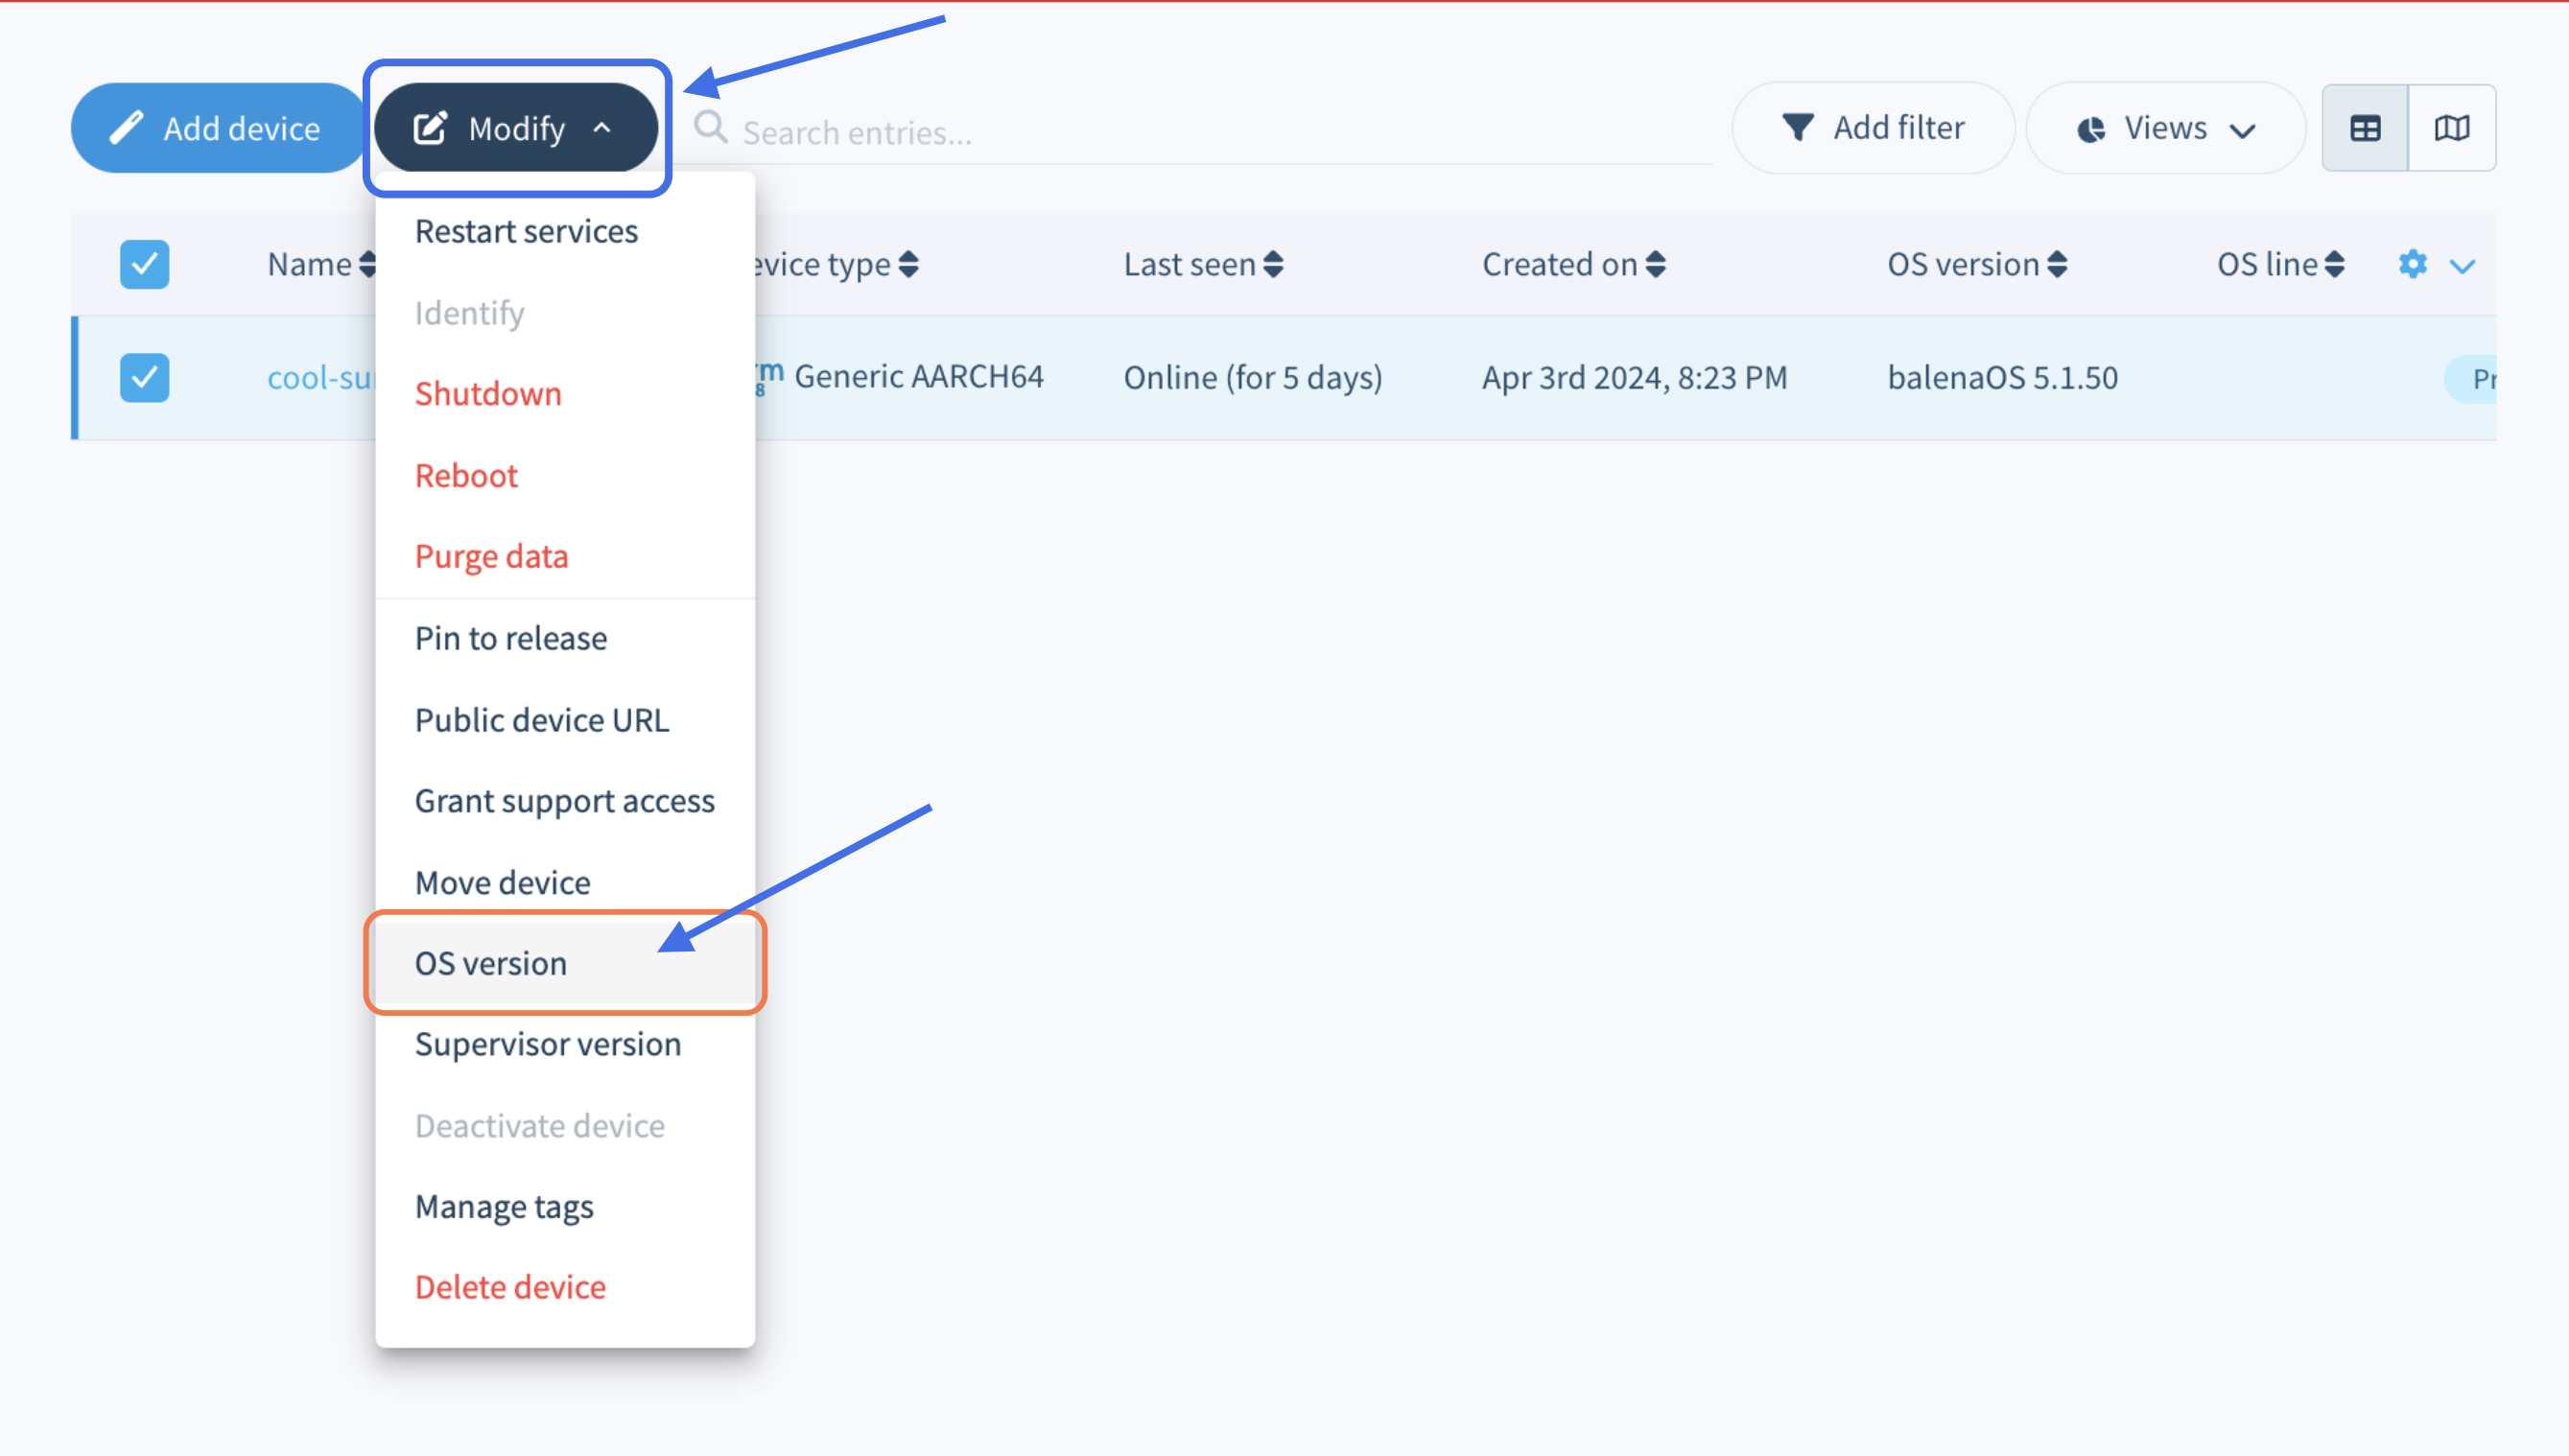 Add device
Modify
Search entries...
Add filter
Views
Name
evice type
Last seen
Created on
OS version
OS line
cool-su
Generic AARCH64
Online (for 5 days)
Apr 3rd 2024, 8:23 PM
balenaOS 5.1.50
Pr
Restart services
Identify
Shutdown
Reboot
Purge data
Pin to release
Public device URL
Grant support access
Move device
OS version
Supervisor version
Deactivate device
Manage tags
Delete device